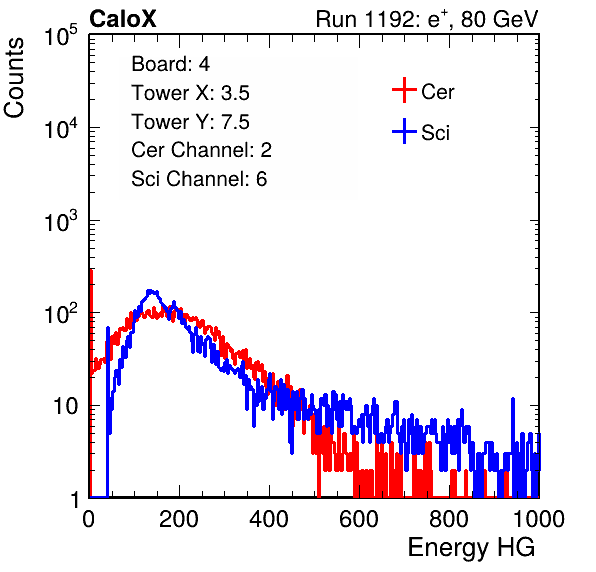 CaloX Run 1192: e⁺, 80 GeV
Counts
10⁵
10⁴
10³
10²
10
1
Board: 4
Tower X: 3.5
Tower Y: 7.5
Cer Channel: 2
Sci Channel: 6
Cer
Sci
0 200 400 600 800 1000
Energy HG